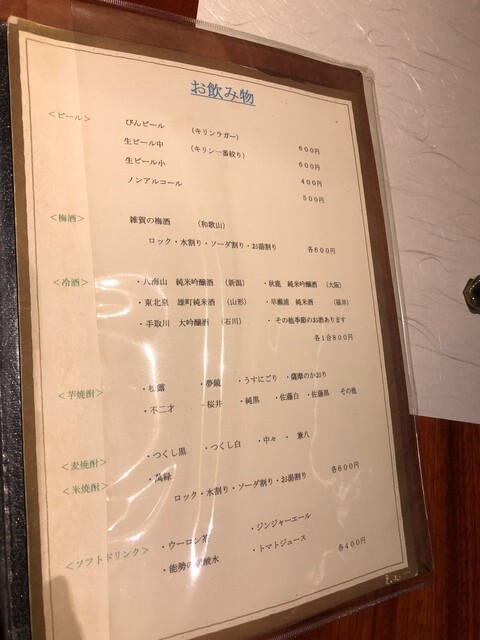 お飲み物
<ビール> びんビール (キリンラガー) 600円
生ビール中 (キリン一番絞り) 600円
生ビール小 400円
ノンアルコール 500円
<梅酒> 雑賀の梅酒 (和歌山)
ロック・水割り・ソーダ割り・お湯割り 各600円
<冷酒> ・八海山 純米吟醸酒 (新潟) ・秋鹿 純米吟醸酒 (大阪)
・東北泉 雄町純米酒 (山形) ・早瀬浦 純米酒 (福井)
・手取川 大吟醸酒 (石川) ・その他季節のお酒あります
各1合800円
<芋焼酎> ・松露 ・夢鏡 ・うすにごり ・薩摩のかおり
・不二才 ・桜井 ・純黒 ・佐藤白 ・佐藤黒 その他
<麦焼酎> ・つくし黒 ・つくし白 ・中々 ・兼八
<米焼酎> ・萬緑
ロック・水割り・ソーダ割り・お湯割り 各600円
<ソフトドリンク> ・ウーロン茶 ・ジンジャーエール
・能勢の炭酸水 ・トマトジュース 各400円